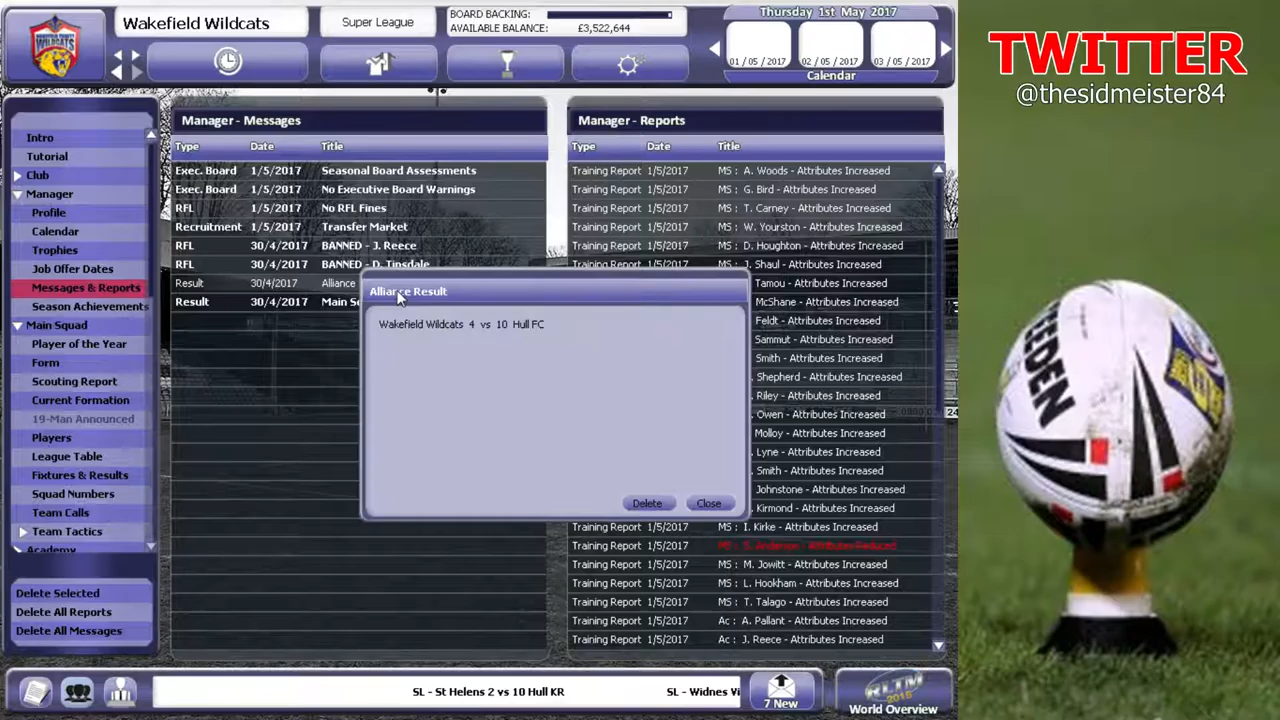 Wakefield Wildcats
Super League
BOARD BACKING:
AVAILABLE BALANCE: £3,522,644
Thursday 1st May 2017
01 / 05 / 2017
02 / 05 / 2017
03 / 05 / 2017
Calendar
TWITTER
@thesidmeister84
Intro
Tutorial
Club
Manager
Profile
Calendar
Trophies
Job Offer Dates
Messages & Reports
Season Achievements
Main Squad
Player of the Year
Form
Scouting Report
Current Formation
19-Man Announced
Players
League Table
Fixtures & Results
Squad Numbers
Team Calls
Team Tactics
Academy
Delete Selected
Delete All Reports
Delete All Messages
Manager - Messages
Type Date Title
Exec. Board 1/5/2017 Seasonal Board Assessments
Exec. Board 1/5/2017 No Executive Board Warnings
RFL 1/5/2017 No RFL Fines
Recruitment 1/5/2017 Transfer Market
RFL 30/4/2017 BANNED - J. Reece
RFL 30/4/2017 BANNED - D. Tinsdale
Result 30/4/2017 Alliance
Result 30/4/2017 Main
Alliance Result
Wakefield Wildcats 4 vs 10 Hull FC
Delete
Close
Manager - Reports
Type Date Title
Training Report 1/5/2017 MS : A. Woods - Attributes Increased
Training Report 1/5/2017 MS : G. Bird - Attributes Increased
Training Report 1/5/2017 MS : T. Carney - Attributes Increased
Training Report 1/5/2017 MS : W. Yourston - Attributes Increased
Training Report 1/5/2017 MS : D. Houghton - Attributes Increased
Training Report 1/5/2017 MS : J. Shaul - Attributes Increased
Tamou - Attributes Increased
McShane - Attributes Increased
Feldt - Attributes Increased
Sammut - Attributes Increased
Smith - Attributes Increased
Shepherd - Attributes Increased
Riley - Attributes Increased
Owen - Attributes Increased
Molloy - Attributes Increased
Lyne - Attributes Increased
Smith - Attributes Increased
Johnstone - Attributes Increased
Kirmond - Attributes Increased
Training Report 1/5/2017 MS : I. Kirke - Attributes Increased
Training Report 1/5/2017 MS : S. Anderson - Attributes Reduced
Training Report 1/5/2017 MS : M. Jowitt - Attributes Increased
Training Report 1/5/2017 MS : L. Hookham - Attributes Increased
Training Report 1/5/2017 MS : T. Talago - Attributes Increased
Training Report 1/5/2017 Ac : A. Pallant - Attributes Increased
Training Report 1/5/2017 Ac : J. Reece - Attributes Increased
SL - St Helens 2 vs 10 Hull KR
SL - Widnes Vi
7 New
RLTM
2015
World Overview